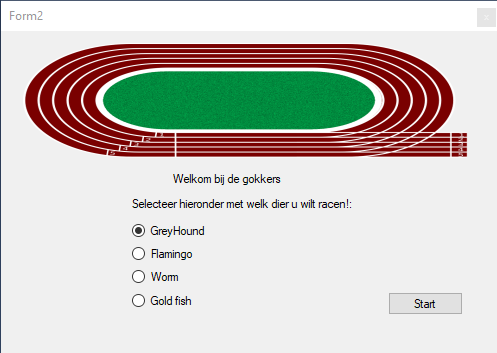 Form2
Welkom bij de gokkers
Selecteer hieronder met welk dier u wilt racen!:
GreyHound
Flamingo
Worm
Gold fish
Start